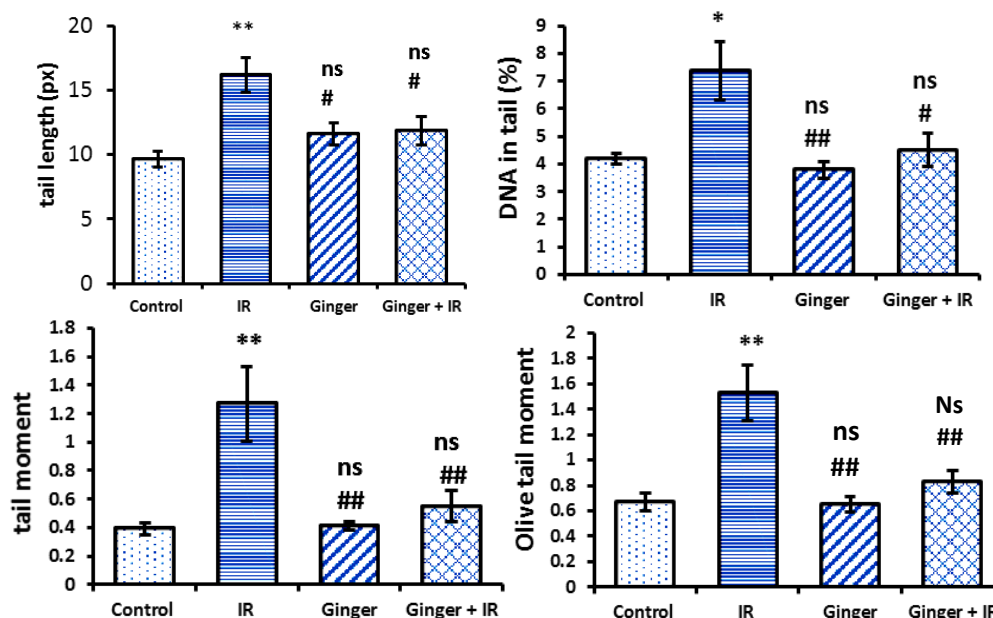 tail length (px)
20
15
10
5
0
**
ns
#
ns
#
Control
IR
Ginger
Ginger + IR
DNA in tail (%)
9
8
7
6
5
4
3
2
1
0
*
ns
##
ns
#
Control
IR
Ginger
Ginger + IR
tail moment
1.8
1.6
1.4
1.2
1
0.8
0.6
0.4
0.2
0
**
ns
##
ns
##
Control
IR
Ginger
Ginger + IR
Olive tail moment
2
1.8
1.6
1.4
1.2
1
0.8
0.6
0.4
0.2
0
**
ns
##
Ns
##
Control
IR
Ginger
Ginger + IR